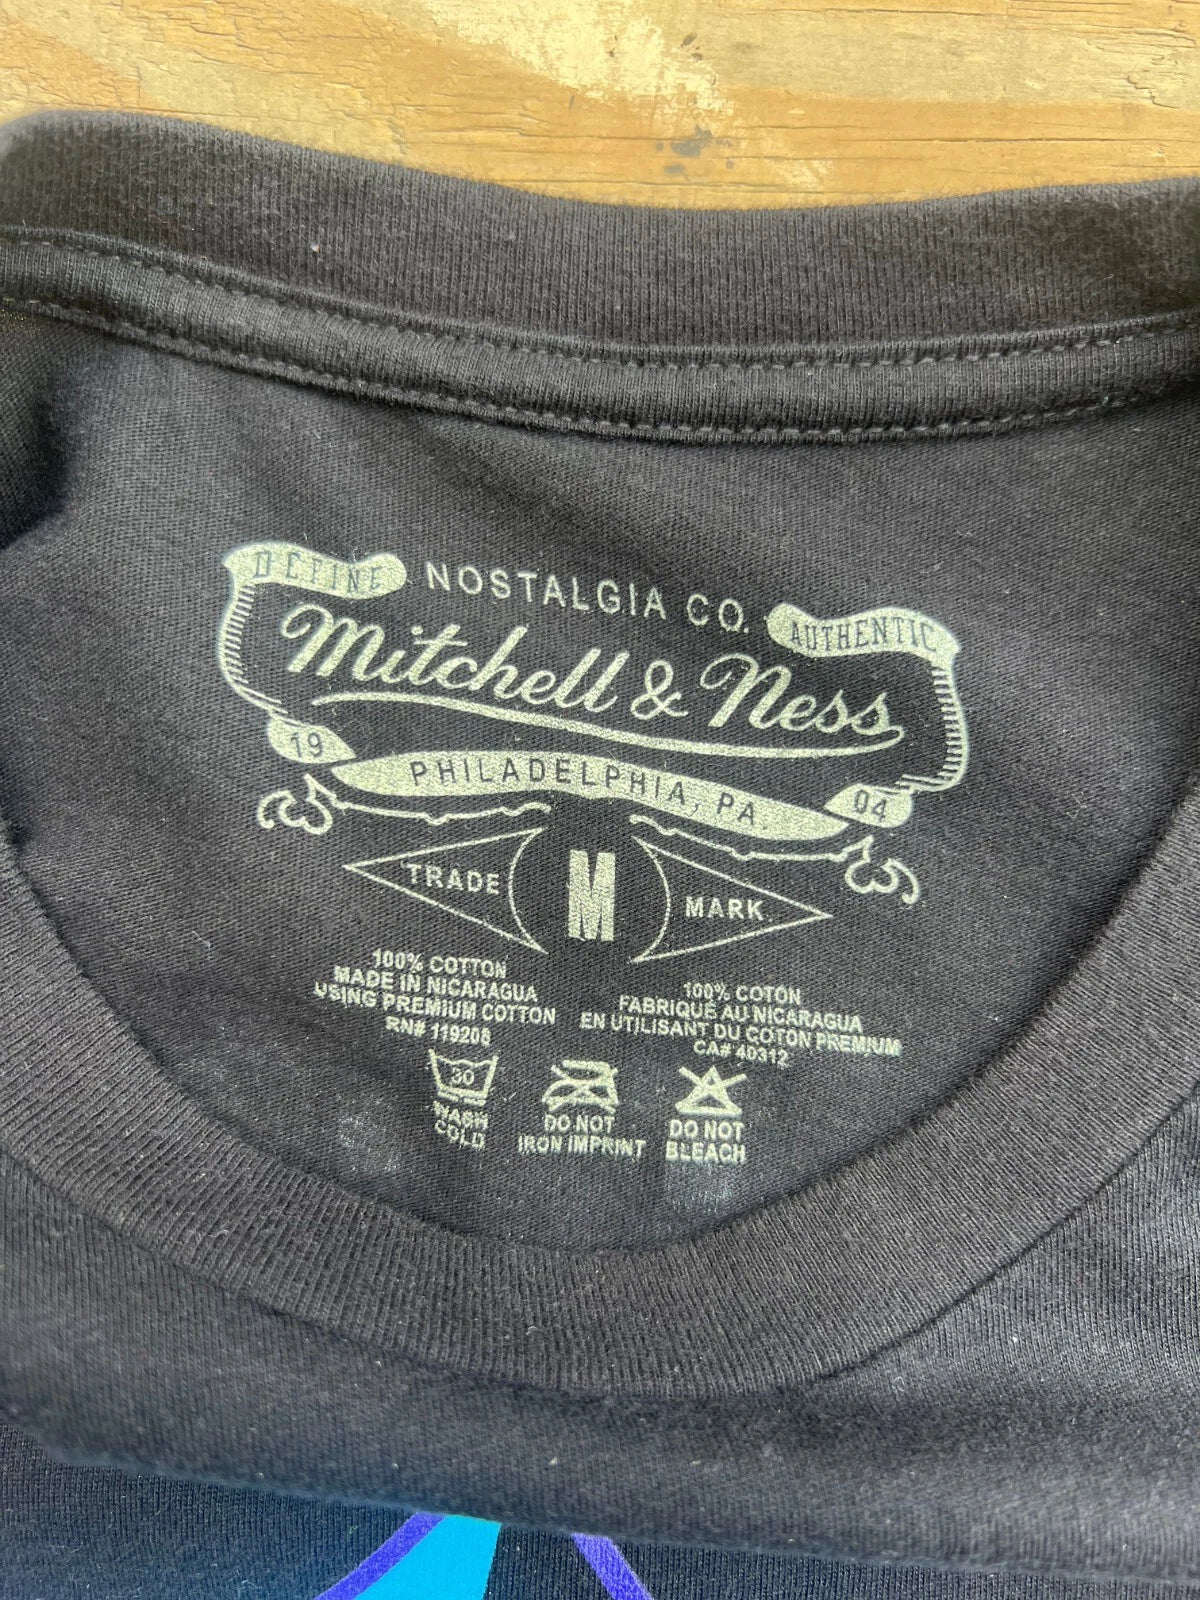 DEFINE
NOSTALGIA CO.
AUTHENTIC
Mitchell & Ness
19
PHILADELPHIA, PA.
04
TRADE
M
MARK
100% COTTON
MADE IN NICARAGUA
USING PREMIUM COTTON
RN# 119208
100% COTON
FABRIQUÉ AU NICARAGUA
EN UTILISANT DU COTON PREMIUM
CA# 40312
30
WASH
COLD
DO NOT
IRON IMPRINT
DO NOT
BLEACH